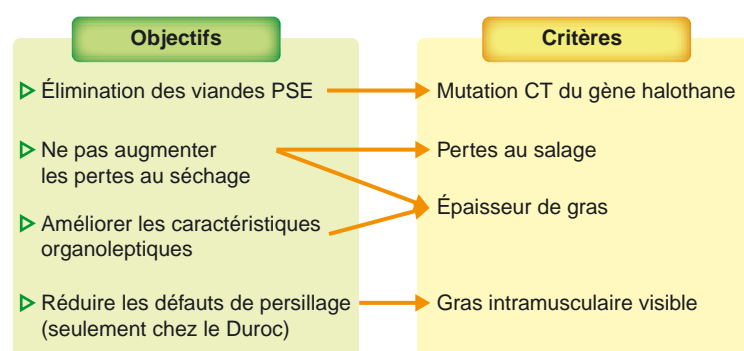 Objectifs
Élimination des viandes PSE
Ne pas augmenter
les pertes au séchage
Améliorer les caractéristiques
organoleptiques
Réduire les défauts de persillage
(seulement chez le Duroc)
Critères
Mutation CT du gène halothane
Pertes au salage
Épaisseur de gras
Gras intramusculaire visible